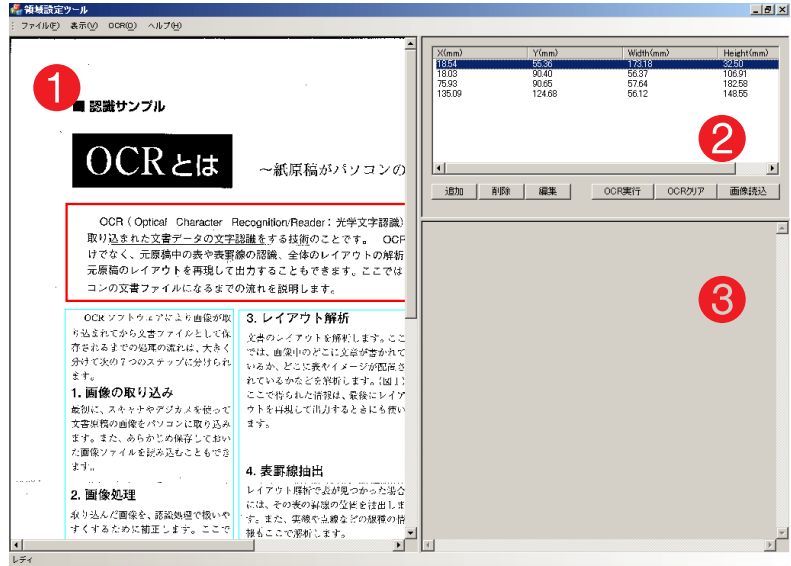 領域設定ツール
ファイル(F) 表示(V) OCR(O) ヘルプ(H)
1
■ 認識サンプル
OCRとは
～紙原稿がパソコンの
OCR（Optical Character Recognition/Reader：光学文字認識）
取り込まれた文書データの文字認識をする技術のことです。 OCR
けでなく、元原稿中の表や表罫線の認識、全体のレイアウトの解析
元原稿のレイアウトを再現して出力することもできます。ここでは
コンの文書ファイルになるまでの流れを説明します。
OCR ソフトウェアにより画像が取
り込まれてから文書ファイルとして保
存されるまでの処理の流れは、大きく
分けて次の７つのステップに分けられ
ます。
1. 画像の取り込み
最初に、スキャナやデジカメを使って
文書原稿の画像をパソコンに取り込み
ます。また、あらかじめ保存しておい
た画像ファイルを読み込むこともでき
ます。
2. 画像処理
取り込んだ画像を、認識処理で扱いや
すくするために補正します。ここで
3. レイアウト解析
文書のレイアウトを解析します。ここ
では、画像中のどこに文章が書かれて
いるか、どこに表やイメージが配置さ
れているかなどを解析します。（図１）
ここで得られた情報は、最後にレイア
ウトを再現して出力するときにも使い
ます。
4. 表罫線抽出
レイアウト解析で表が見つかった場合
には、その表の罫線の位置を抽出しま
す。また、実線や点線などの線種の情
報もここで解析します。
X(mm) Y(mm) Width(mm) Height(mm)
18.54 55.36 173.18 32.50
18.03 90.40 56.37 106.91
75.93 90.65 57.64 182.58
135.09 124.68 56.12 148.55
2
追加 削除 編集 OCR実行 OCRクリア 画像読込
3
レディ